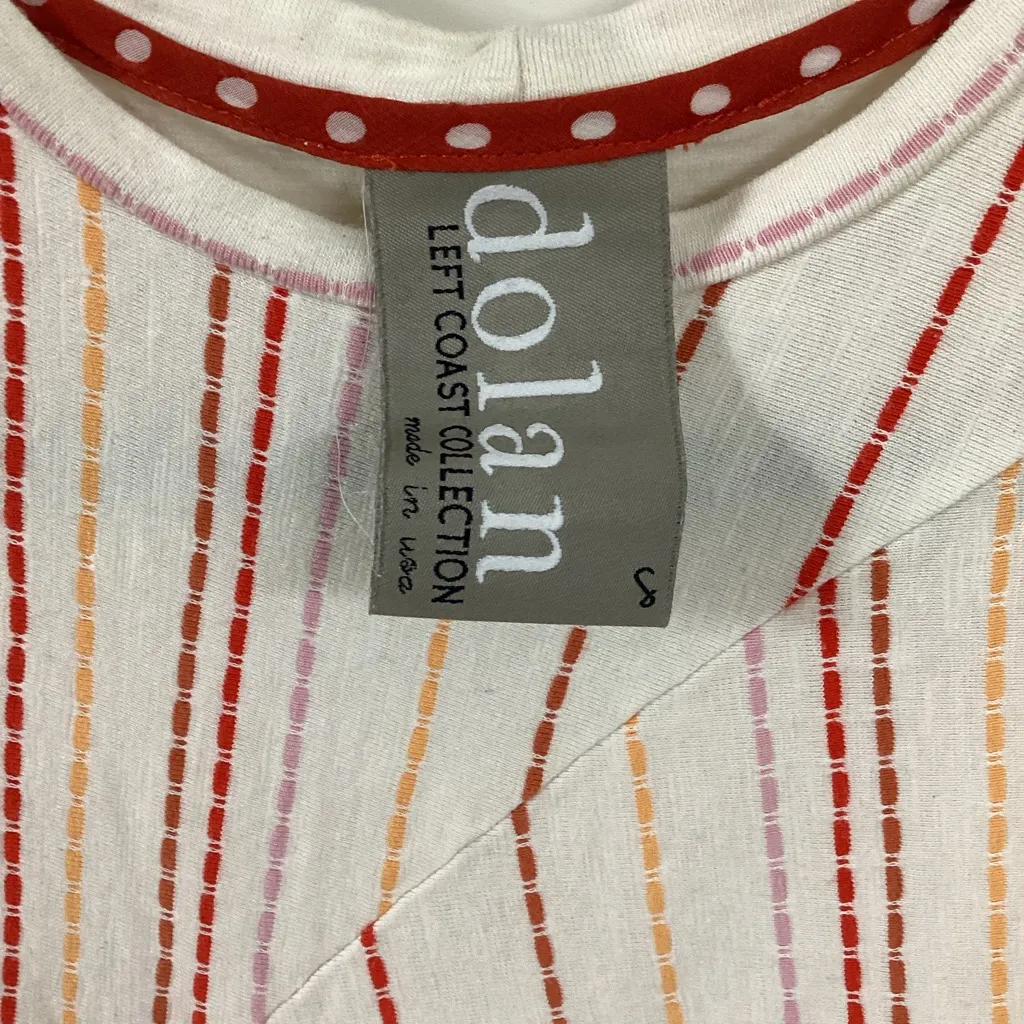 dolan
LEFT COAST COLLECTION
made in usa
s